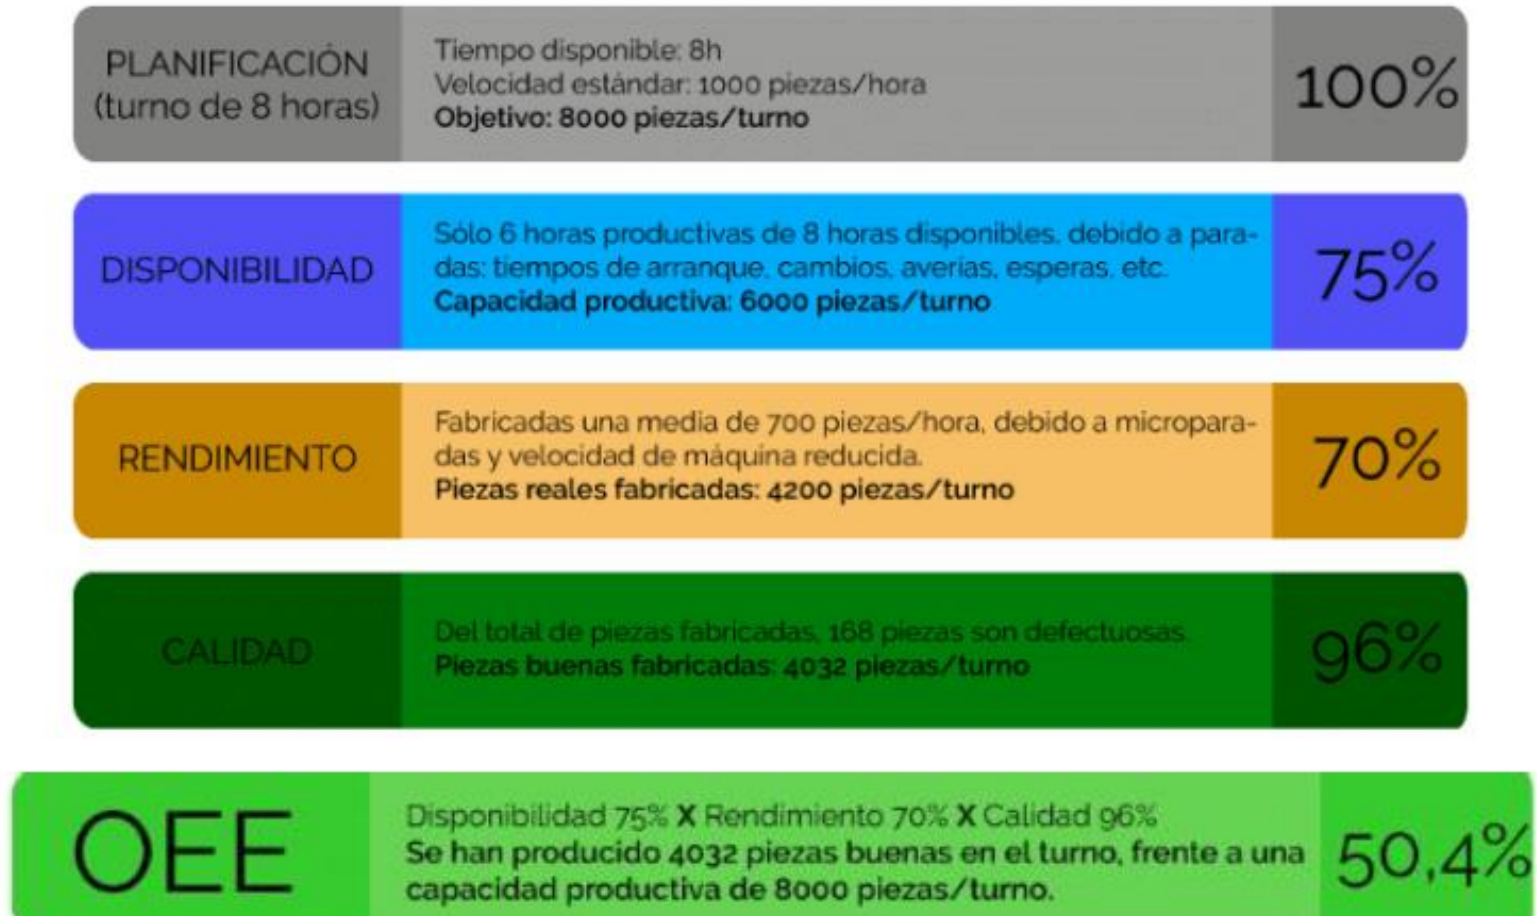 PLANIFICACIÓN
(turno de 8 horas)
Tiempo disponible: 8h
Velocidad estándar: 1000 piezas/hora
Objetivo: 8000 piezas/turno
100%
DISPONIBILIDAD
Sólo 6 horas productivas de 8 horas disponibles, debido a para-
das: tiempos de arranque, cambios, averías, esperas, etc.
Capacidad productiva: 6000 piezas/turno
75%
RENDIMIENTO
Fabricadas una media de 700 piezas/hora, debido a micropara-
das y velocidad de máquina reducida.
Piezas reales fabricadas: 4200 piezas/turno
70%
CALIDAD
Del total de piezas fabricadas, 168 piezas son defectuosas.
Piezas buenas fabricadas: 4032 piezas/turno
96%
OEE
Disponibilidad 75% X Rendimiento 70% X Calidad 96%
Se han producido 4032 piezas buenas en el turno, frente a una
capacidad productiva de 8000 piezas/turno.
50,4%